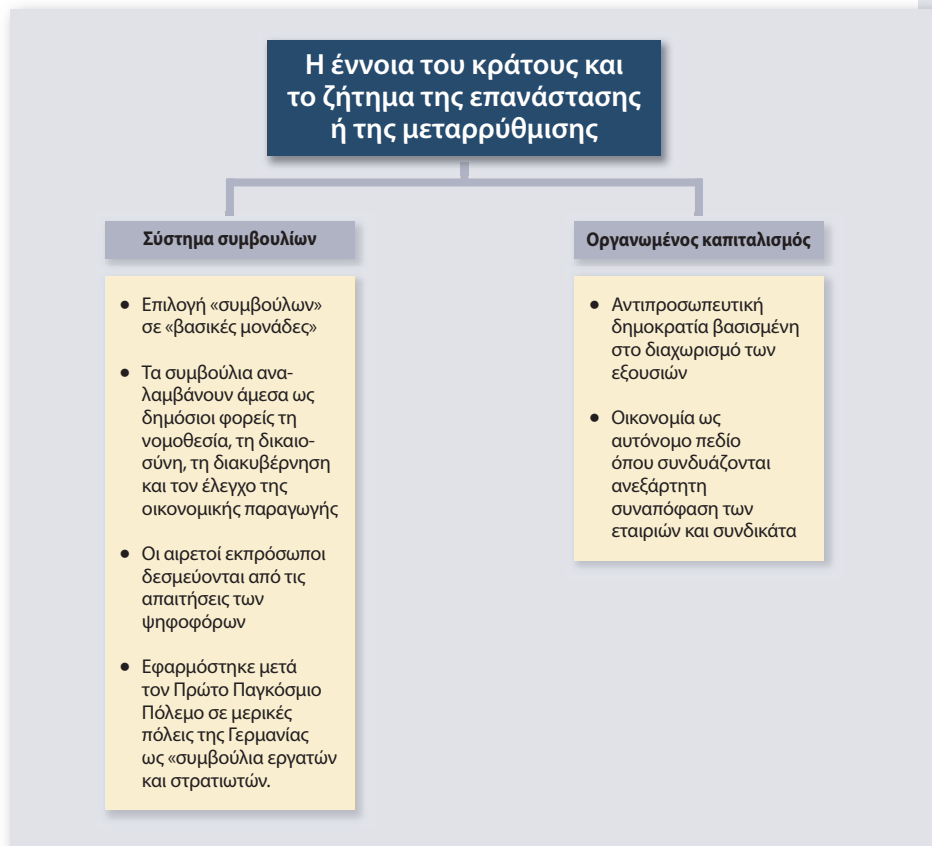 Η έννοια του κράτους και
το ζήτημα της επανάστασης
ή της μεταρρύθμισης
Σύστημα συμβουλίων
• Επιλογή «συμβούλων»
σε «βασικές μονάδες»
• Τα συμβούλια ανα-
λαμβάνουν άμεσα ως
δημόσιοι φορείς τη
νομοθεσία, τη δικαιο-
σύνη, τη διακυβέρνηση
και τον έλεγχο της
οικονομικής παραγωγής
• Οι αιρετοί εκπρόσωποι
δεσμεύονται από τις
απαιτήσεις των
ψηφοφόρων
• Εφαρμόστηκε μετά
τον Πρώτο Παγκόσμιο
Πόλεμο σε μερικές
πόλεις της Γερμανίας
ως «συμβούλια εργατών
και στρατιωτών.
Οργανωμένος καπιταλισμός
• Αντιπροσωπευτική
δημοκρατία βασισμένη
στο διαχωρισμό των
εξουσιών
• Οικονομία ως
αυτόνομο πεδίο
όπου συνδυάζονται
ανεξάρτητη
συναπόφαση των
εταιριών και συνδικάτα